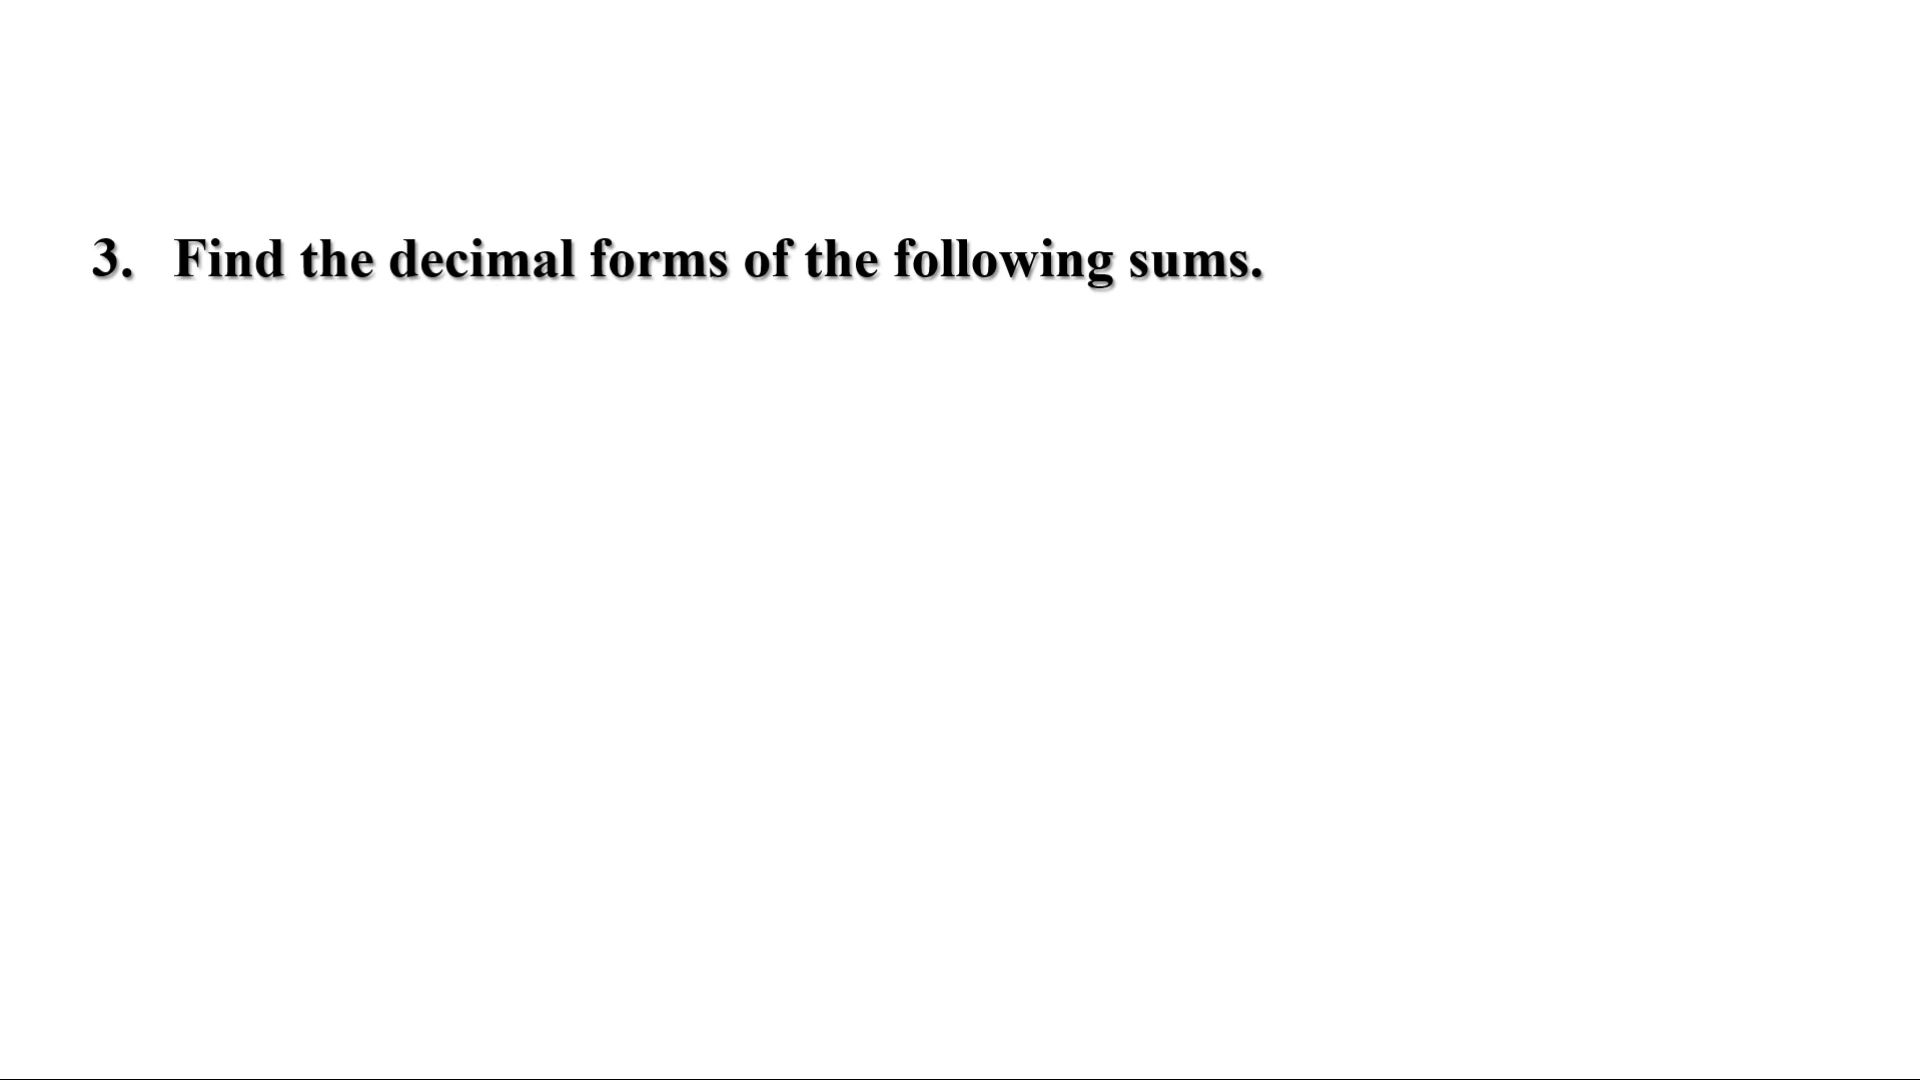 3. Find the decimal forms of the following sums.